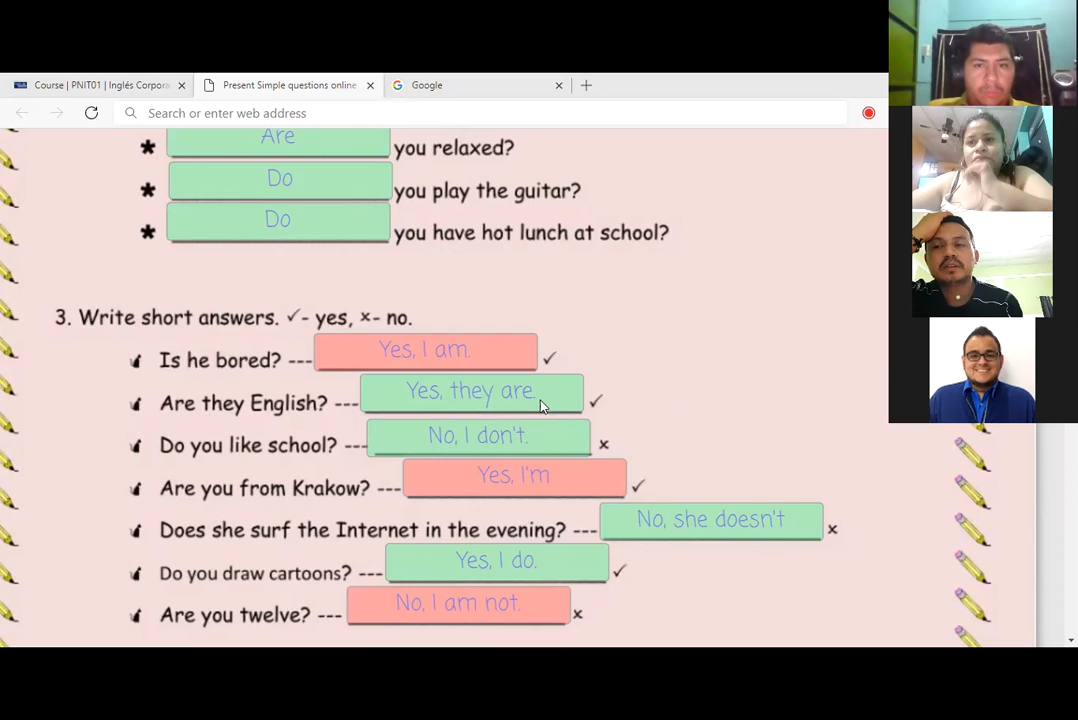 Course | PNIT01 | Inglés Corpora
Present Simple questions online
Google
Search or enter web address
Are you relaxed?
Do you play the guitar?
Do you have hot lunch at school?
3. Write short answers. ✓- yes, ×- no.
Is he bored? --- Yes, I am. ✓
Are they English? --- Yes, they are. ✓
Do you like school? --- No, I don't. ×
Are you from Krakow? --- Yes, I'm ✓
Does she surf the Internet in the evening? --- No, she doesn't ×
Do you draw cartoons? --- Yes, I do. ✓
Are you twelve? --- No, I am not. ×